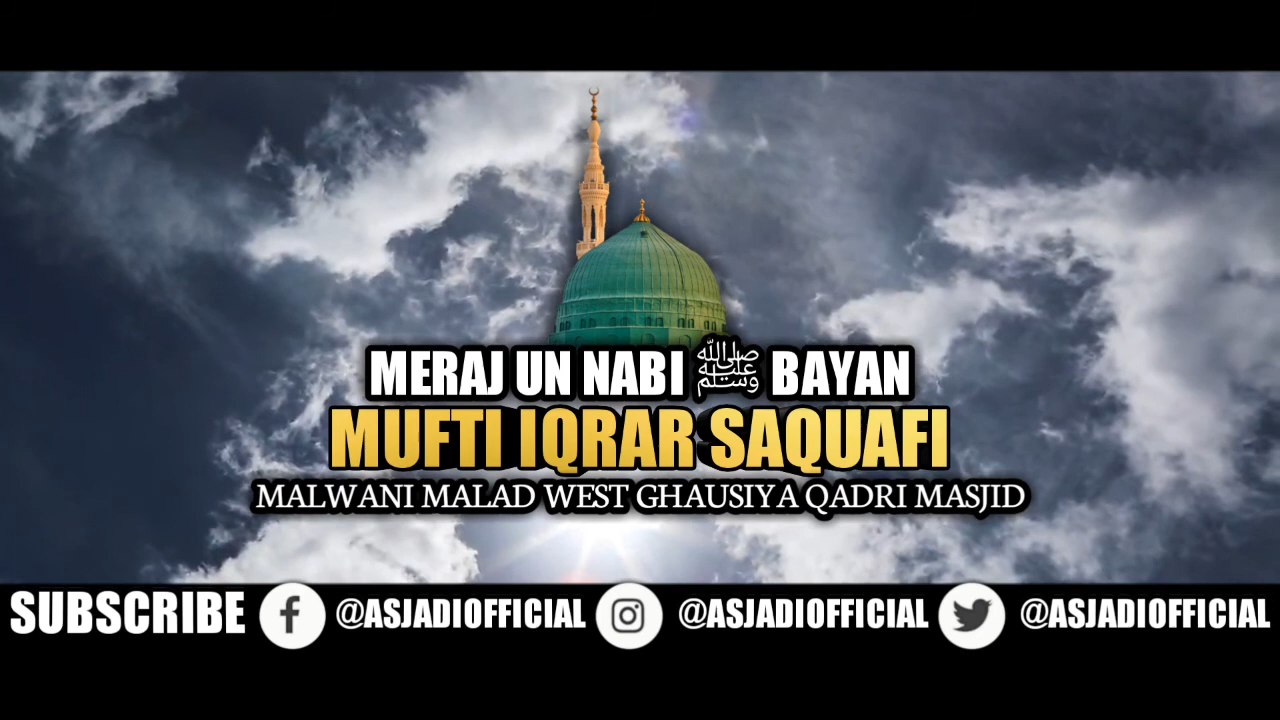 MERAJ UN NABI ﷺ BAYAN
MUFTI IQRAR SAQUAFI
MALWANI MALAD WEST GHAUSIYA QADRI MASJID
SUBSCRIBE @ASJADIOFFICIAL @ASJADIOFFICIAL @ASJADIOFFICIAL